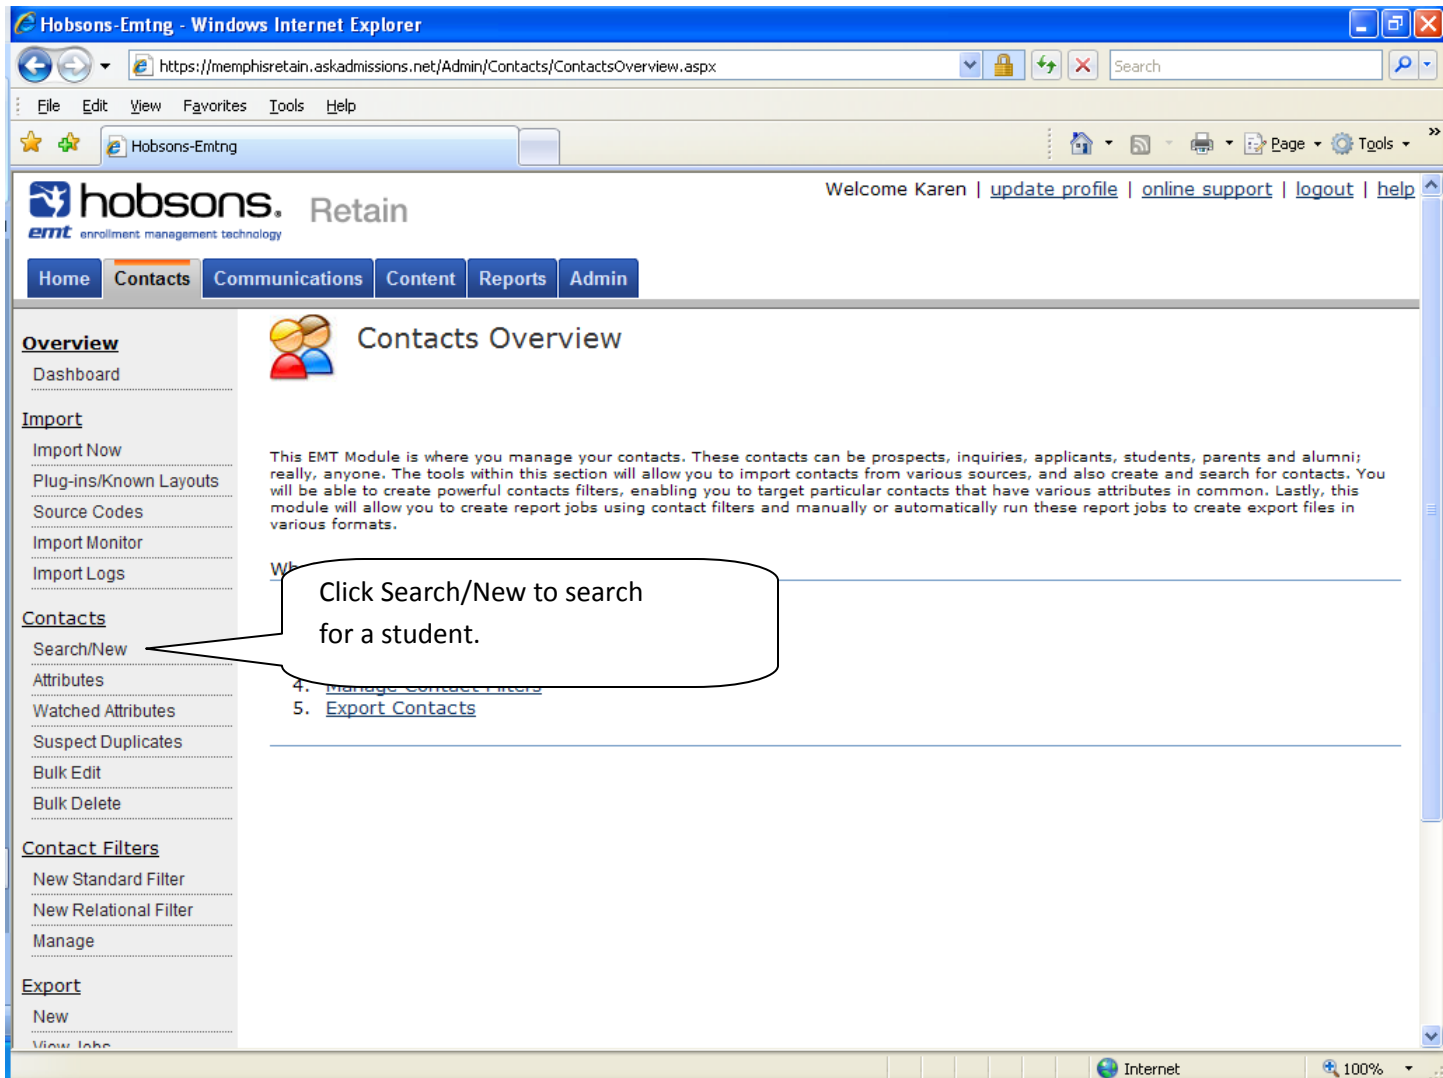 Hobsons-Emtng - Windows Internet Explorer
https://memphisretain.askadmissions.net/Admin/Contacts/ContactsOverview.aspx
Search
File Edit View Favorites Tools Help
Hobsons-Emtng
Page Tools »
hobsons. Retain
emt enrollment management technology
Welcome Karen | update profile | online support | logout | help
Home Contacts Communications Content Reports Admin
Overview
Dashboard
Import
Import Now
Plug-ins/Known Layouts
Source Codes
Import Monitor
Import Logs
Contacts
Search/New
Attributes
Watched Attributes
Suspect Duplicates
Bulk Edit
Bulk Delete
Contact Filters
New Standard Filter
New Relational Filter
Manage
Export
New
View Jobs
Contacts Overview
This EMT Module is where you manage your contacts. These contacts can be prospects, inquiries, applicants, students, parents and alumni;
really, anyone. The tools within this section will allow you to import contacts from various sources, and also create and search for contacts. You
will be able to create powerful contacts filters, enabling you to target particular contacts that have various attributes in common. Lastly, this
module will allow you to create report jobs using contact filters and manually or automatically run these report jobs to create export files in
various formats.
Click Search/New to search
for a student.
4. Manage Contact Filters
5. Export Contacts
Internet 100%